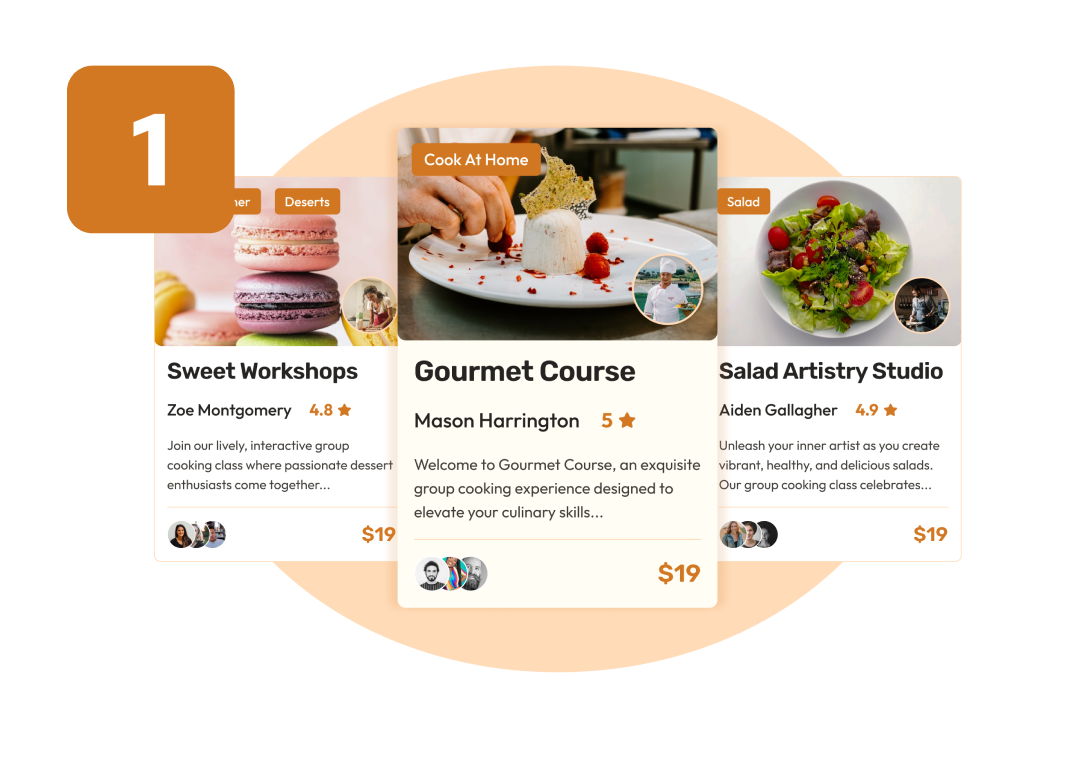 1
Deserts
Sweet Workshops
Zoe Montgomery 4.8
Join our lively, interactive group
cooking class where passionate dessert
enthusiasts come together...
$19
Cook At Home
Gourmet Course
Mason Harrington 5
Welcome to Gourmet Course, an exquisite
group cooking experience designed to
elevate your culinary skills...
$19
Salad
Salad Artistry Studio
Aiden Gallagher 4.9
Unleash your inner artist as you create
vibrant, healthy, and delicious salads.
Our group cooking class celebrates...
$19